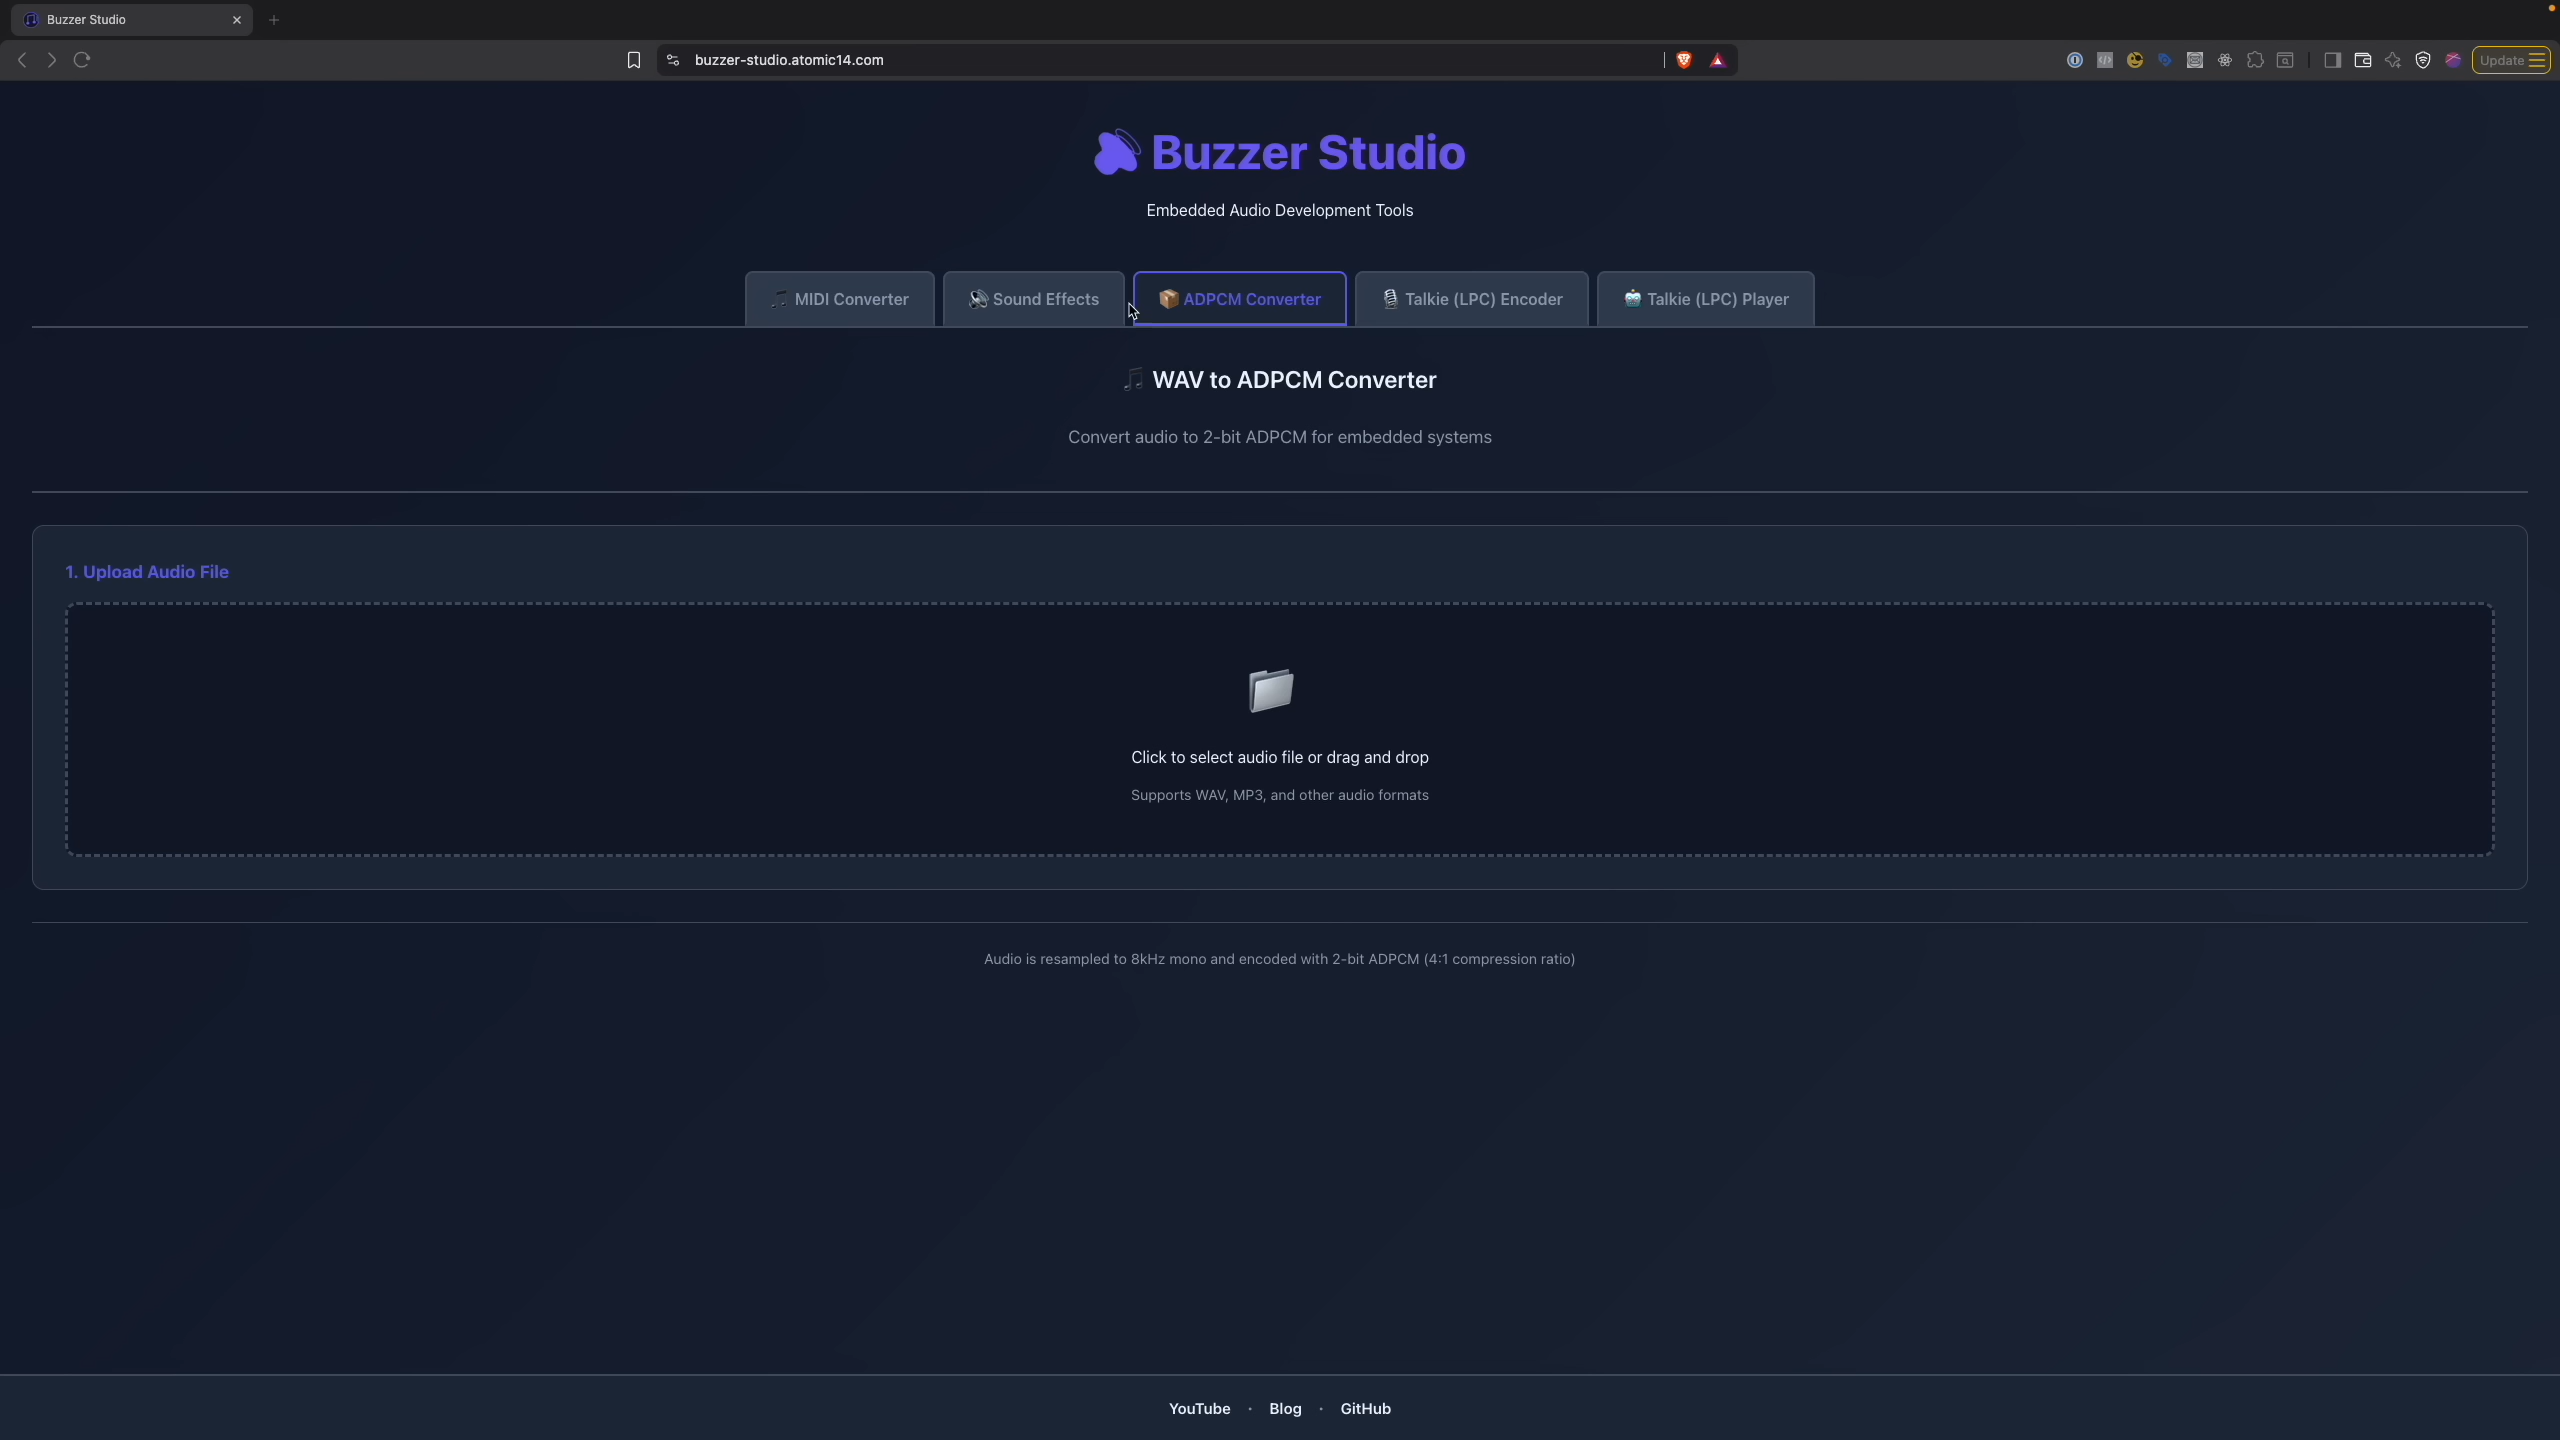 Buzzer Studio
buzzer-studio.atomic14.com
Update
Buzzer Studio
Embedded Audio Development Tools
MIDI Converter
Sound Effects
ADPCM Converter
Talkie (LPC) Encoder
Talkie (LPC) Player
WAV to ADPCM Converter
Convert audio to 2-bit ADPCM for embedded systems
1. Upload Audio File
Click to select audio file or drag and drop
Supports WAV, MP3, and other audio formats
Audio is resampled to 8kHz mono and encoded with 2-bit ADPCM (4:1 compression ratio)
YouTube · Blog · GitHub